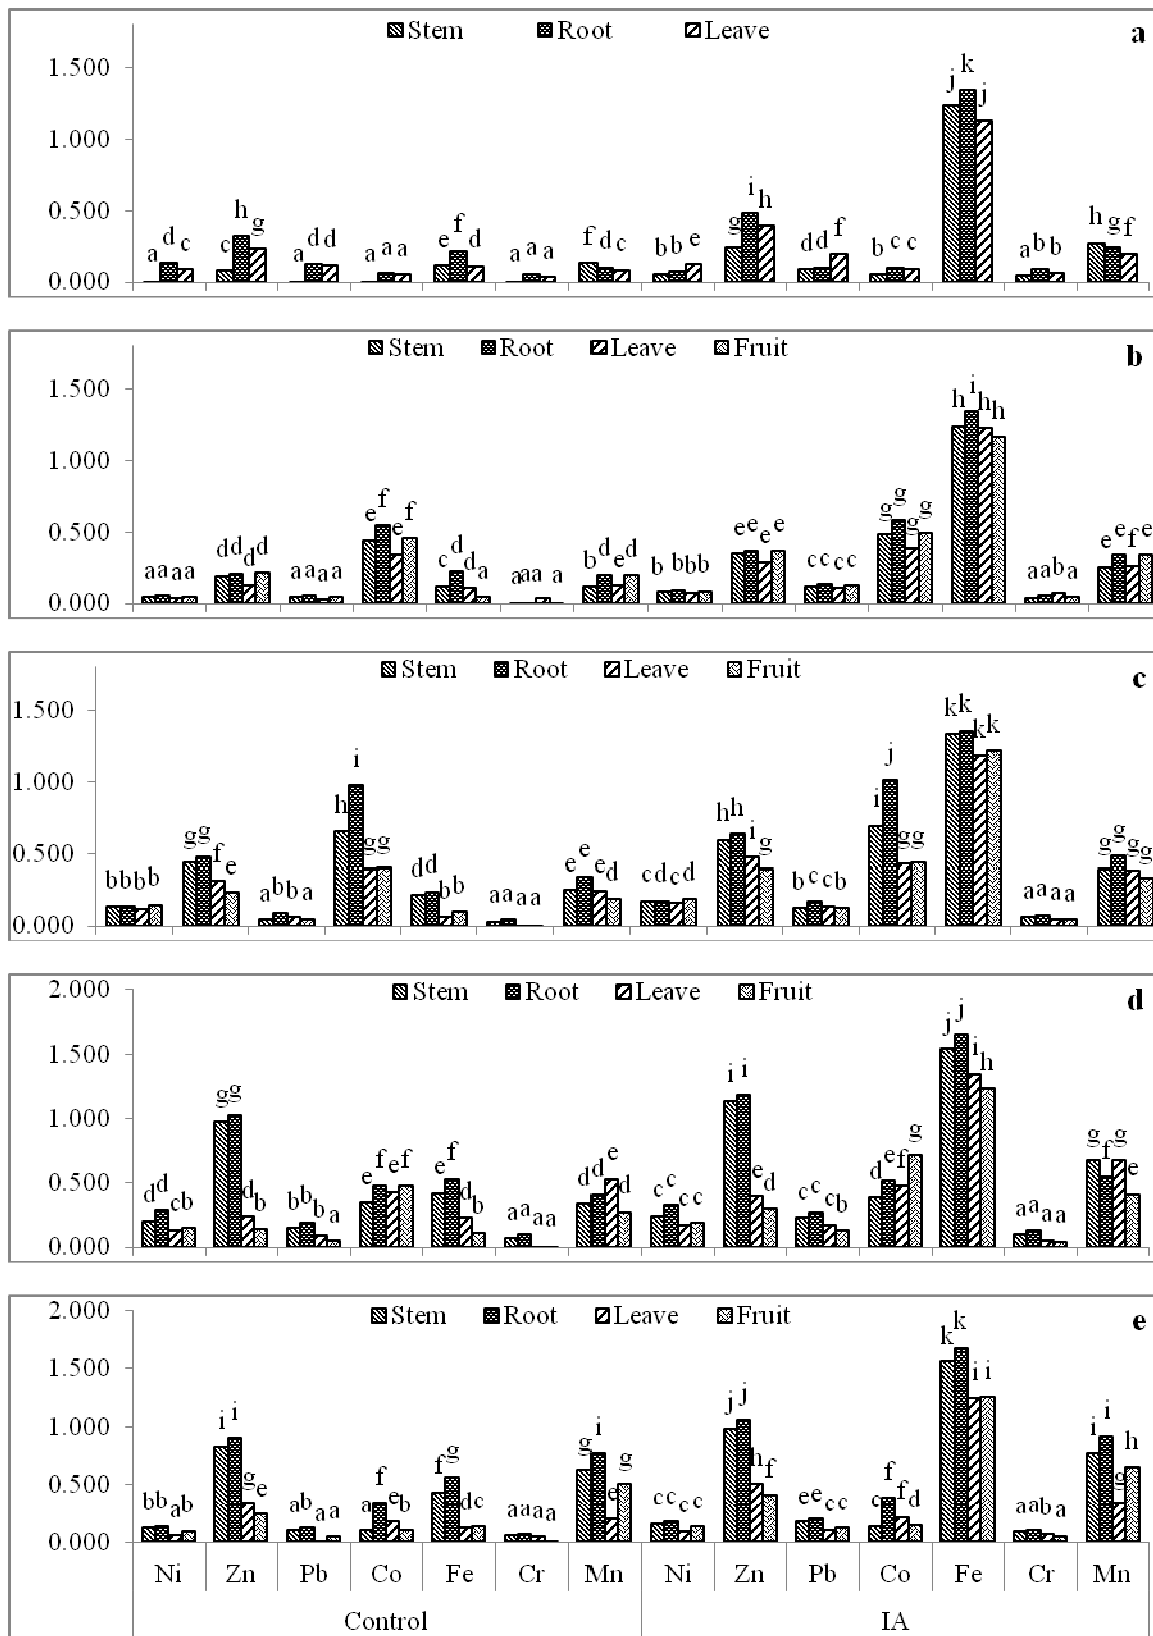 Stem Root Leave a
1.500
1.000
0.500
0.000
a d c c h g a d d a a a e f d a a a f d c b b e g i h d d f b c c j k j a b b h g f
Stem Root Leave Fruit b
1.500
1.000
0.500
0.000
a a a a d d d d a a a a e f e f c d d a a a a a b d e d b b b b e e e e c c c c g g g g h i h h a a b a e e f e
Stem Root Leave Fruit c
1.500
1.000
0.500
0.000
b b b b g g f e a b b a h i g g d d b b a a a a e e e d c d c d h h i g b c c b i j g g k k k k a a a a g g g g
Stem Root Leave Fruit d
2.000
1.500
1.000
0.500
0.000
d d c b g g d b b b b a e f e f e f d b a a a a d d e d c c c c i i e d c c c b d e f g j j i h a a a a g f g e
Stem Root Leave Fruit e
2.000
1.500
1.000
0.500
0.000
b b a b i i g e a b a a a f e b f g d c a a a a g i e g c c c c j j h f e e c c c f f d k k i i a a b a i i g h
Ni Zn Pb Co Fe Cr Mn Ni Zn Pb Co Fe Cr Mn
Control IA